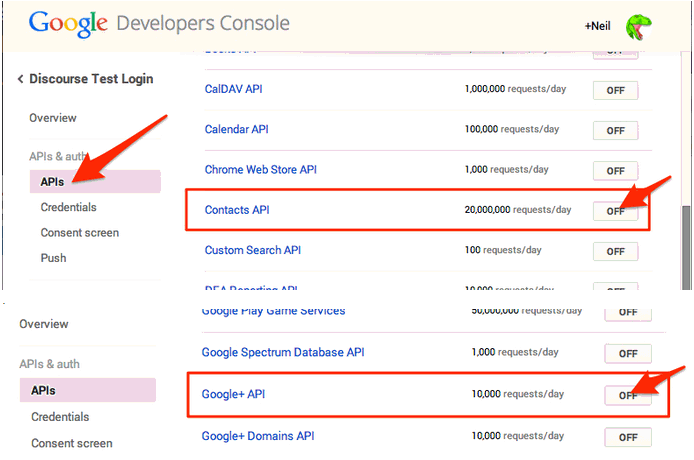 Google Developers Console
+Neil
Books API OFF
Discourse Test Login
CalDAV API 1,000,000 requests/day OFF
Overview
Calendar API 100,000 requests/day OFF
APIs & auth
Chrome Web Store API 1,000 requests/day OFF
APIs
Credentials
Contacts API 20,000,000 requests/day OFF
Consent screen
Custom Search API 100 requests/day OFF
Push
DFA Reporting API 10,000 requests/day OFF
Google Play Game Services 50,000,000 requests/day OFF
Overview
Google Spectrum Database API 1,000 requests/day OFF
APIs & auth
APIs
Google+ API 10,000 requests/day OFF
Credentials
Consent screen
Google+ Domains API 10,000 requests/day OFF